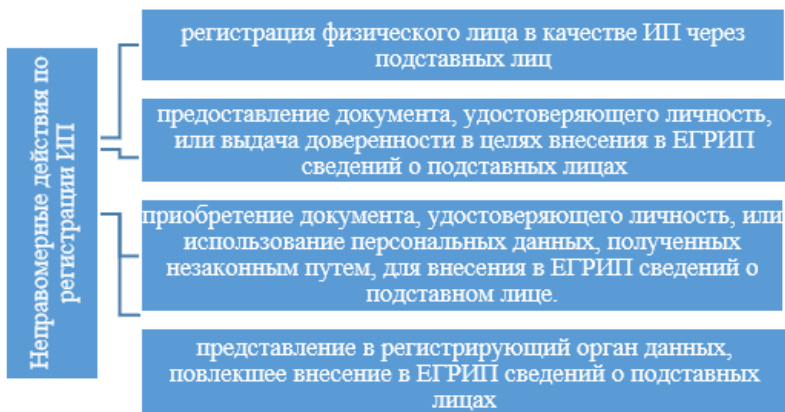 Неправомерные действия по
регистрации ИП
регистрация физического лица в качестве ИП через
подставных лиц
предоставление документа, удостоверяющего личность,
или выдача доверенности в целях внесения в ЕГРИП
сведений о подставных лицах
приобретение документа, удостоверяющего личность, или
использование персональных данных, полученных
незаконным путем, для внесения в ЕГРИП сведений о
подставном лице.
представление в регистрирующий орган данных,
повлекшее внесение в ЕГРИП сведений о подставных
лицах